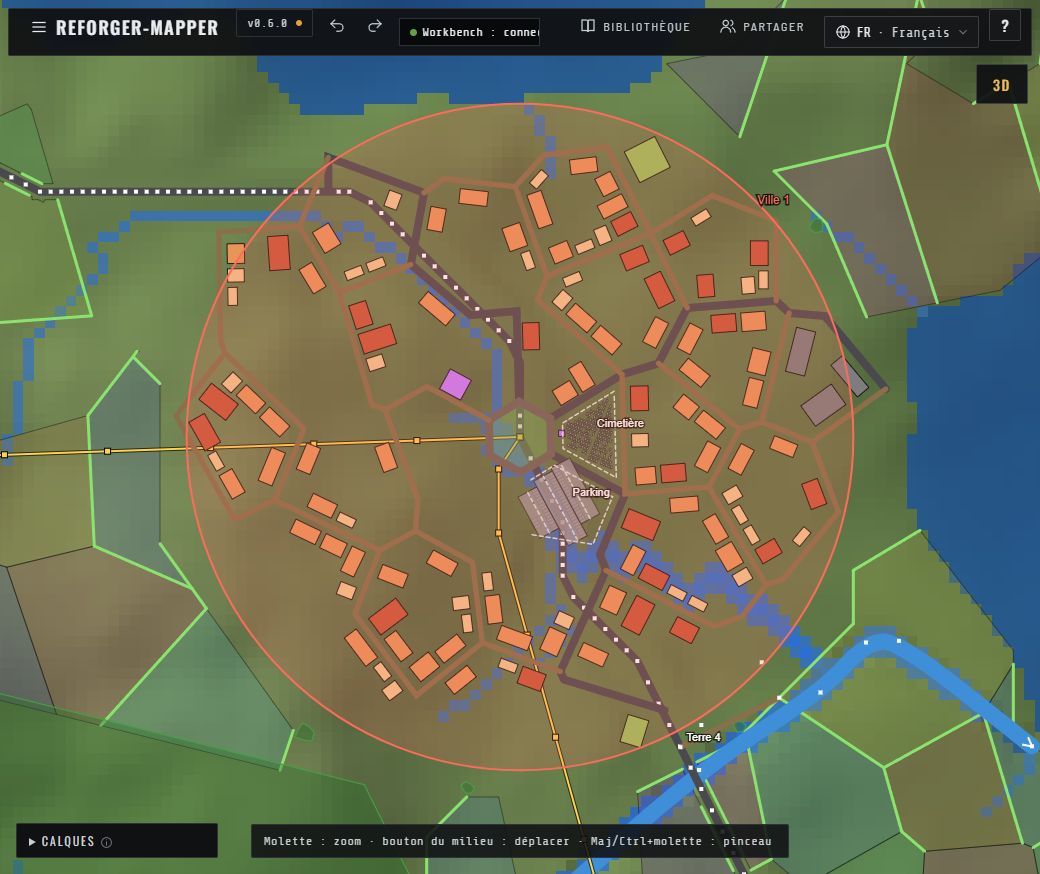 REFORGER-MAPPER
v0.6.0
Workbench : conne
BIBLIOTHÈQUE
PARTAGER
FR · Français
?
3D
Ville 1
Cimetière
Parking
Terre 4
CALQUES
Molette : zoom · bouton du milieu : déplacer · Maj/Ctrl+molette : pinceau